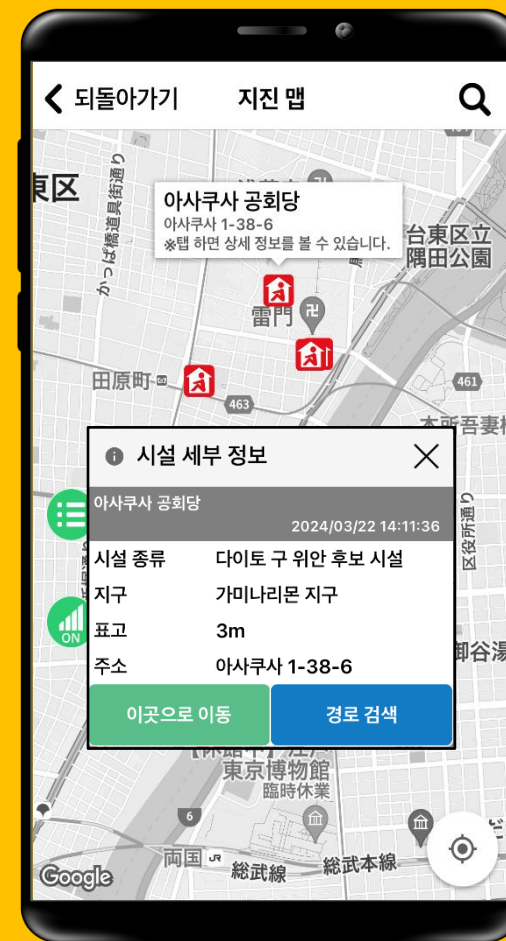 되돌아가기 지진 맵
東区
かっぱ橋道具街通り
아사쿠사 공회당
아사쿠사 1-38-6
※탭 하면 상세 정보를 볼 수 있습니다.
台東区立
隅田公園
雷門
田原町
461
463
本所吾妻橋
시설 세부 정보
아사쿠사 공회당
2024/03/22 14:11:36
시설 종류 다이토 구 위안 후보 시설
지구 가미나리몬 지구
표고 3m
주소 아사쿠사 1-38-6
이곳으로 이동 경로 검색
ON
区役所通り
御谷湯
東京博物館
臨時休業
6
両国 JR
総武線
総武本線
Google